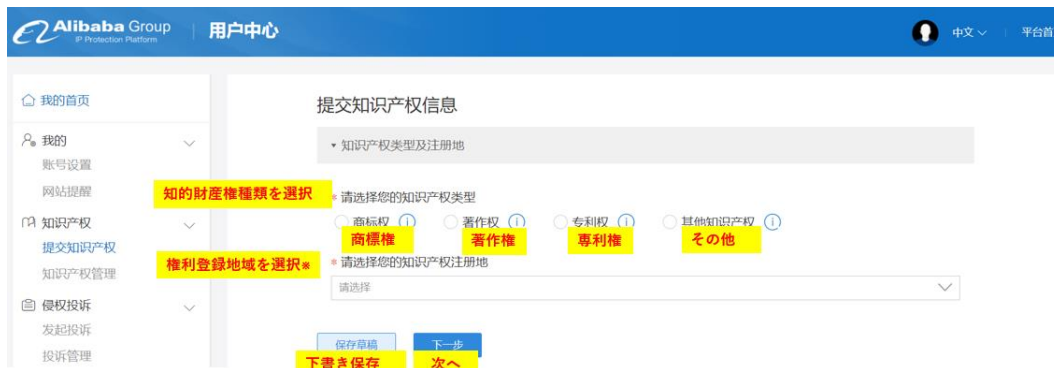 Alibaba Group
IP Protection Platform
用户中心
中文
平台首
我的首页
我的
账号设置
网站提醒
知识产权
提交知识产权
知识产权管理
侵权投诉
发起投诉
投诉管理
提交知识产权信息
知识产权类型及注册地
知的財産権種類を選択
* 请选择您的知识产权类型
商标权 著作权 专利权 其他知识产权
商標権 著作権 専利権 その他
権利登録地域を選択※
* 请选择您的知识产权注册地
请选择
保存草稿 下一步
下書き保存 次へ